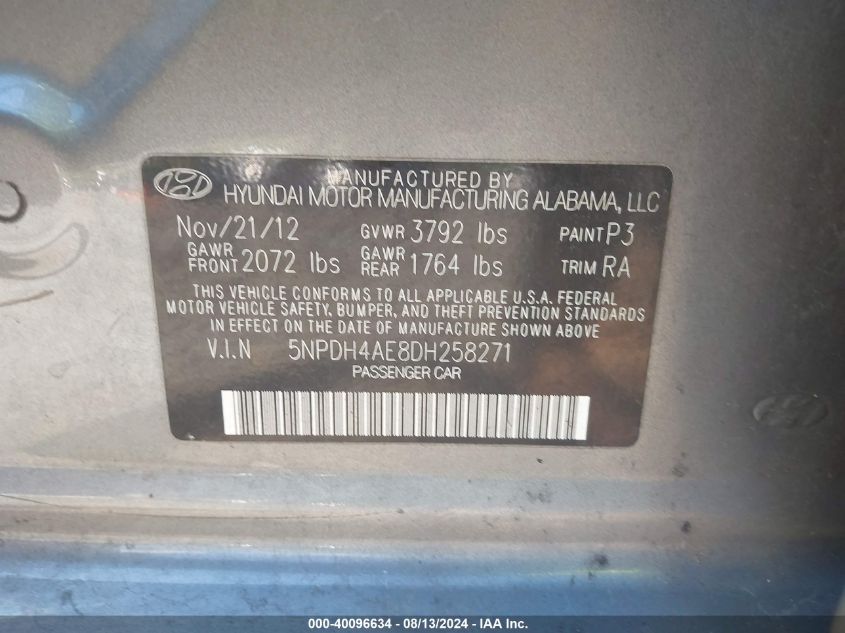 MANUFACTURED BY
HYUNDAI MOTOR MANUFACTURING ALABAMA, LLC
Nov/21/12 GVWR 3792 lbs PAINT P3
GAWR FRONT 2072 lbs GAWR REAR 1764 lbs TRIM RA
THIS VEHICLE CONFORMS TO ALL APPLICABLE U.S.A. FEDERAL
MOTOR VEHICLE SAFETY, BUMPER, AND THEFT PREVENTION STANDARDS
IN EFFECT ON THE DATE OF MANUFACTURE SHOWN ABOVE
V.I.N 5NPDH4AE8DH258271
PASSENGER CAR
000-40096634 - 08/13/2024 - IAA Inc.